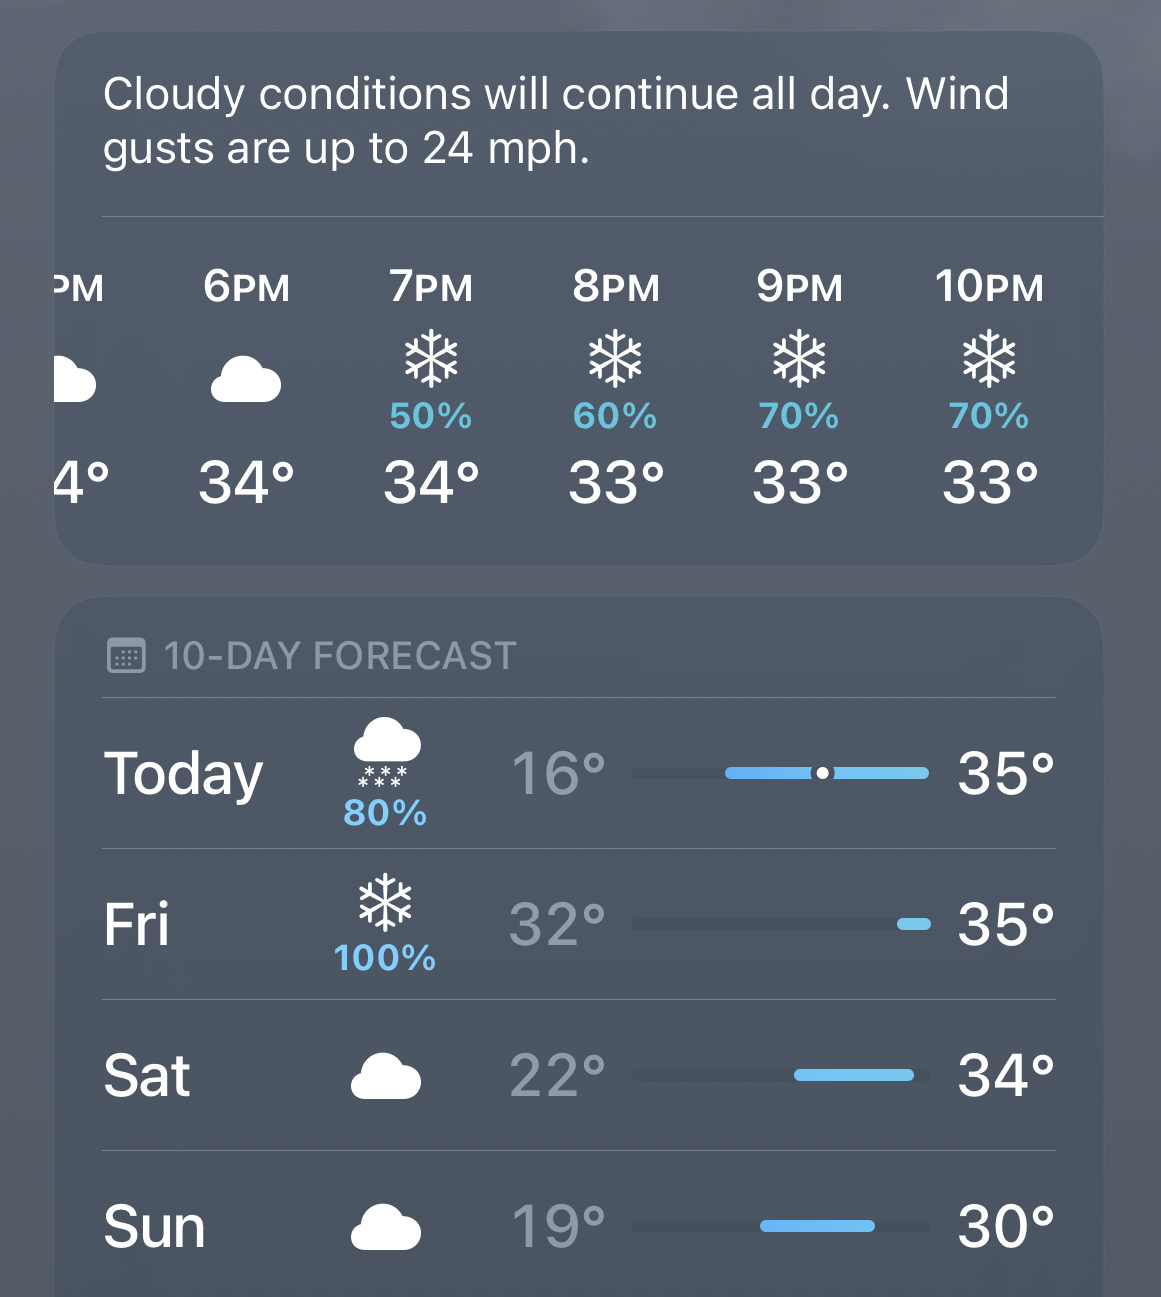 Cloudy conditions will continue all day. Wind
gusts are up to 24 mph.
PM 6PM 7PM 8PM 9PM 10PM
50% 60% 70% 70%
4° 34° 34° 33° 33° 33°
10-DAY FORECAST
Today 80% 16° 35°
Fri 100% 32° 35°
Sat 22° 34°
Sun 19° 30°